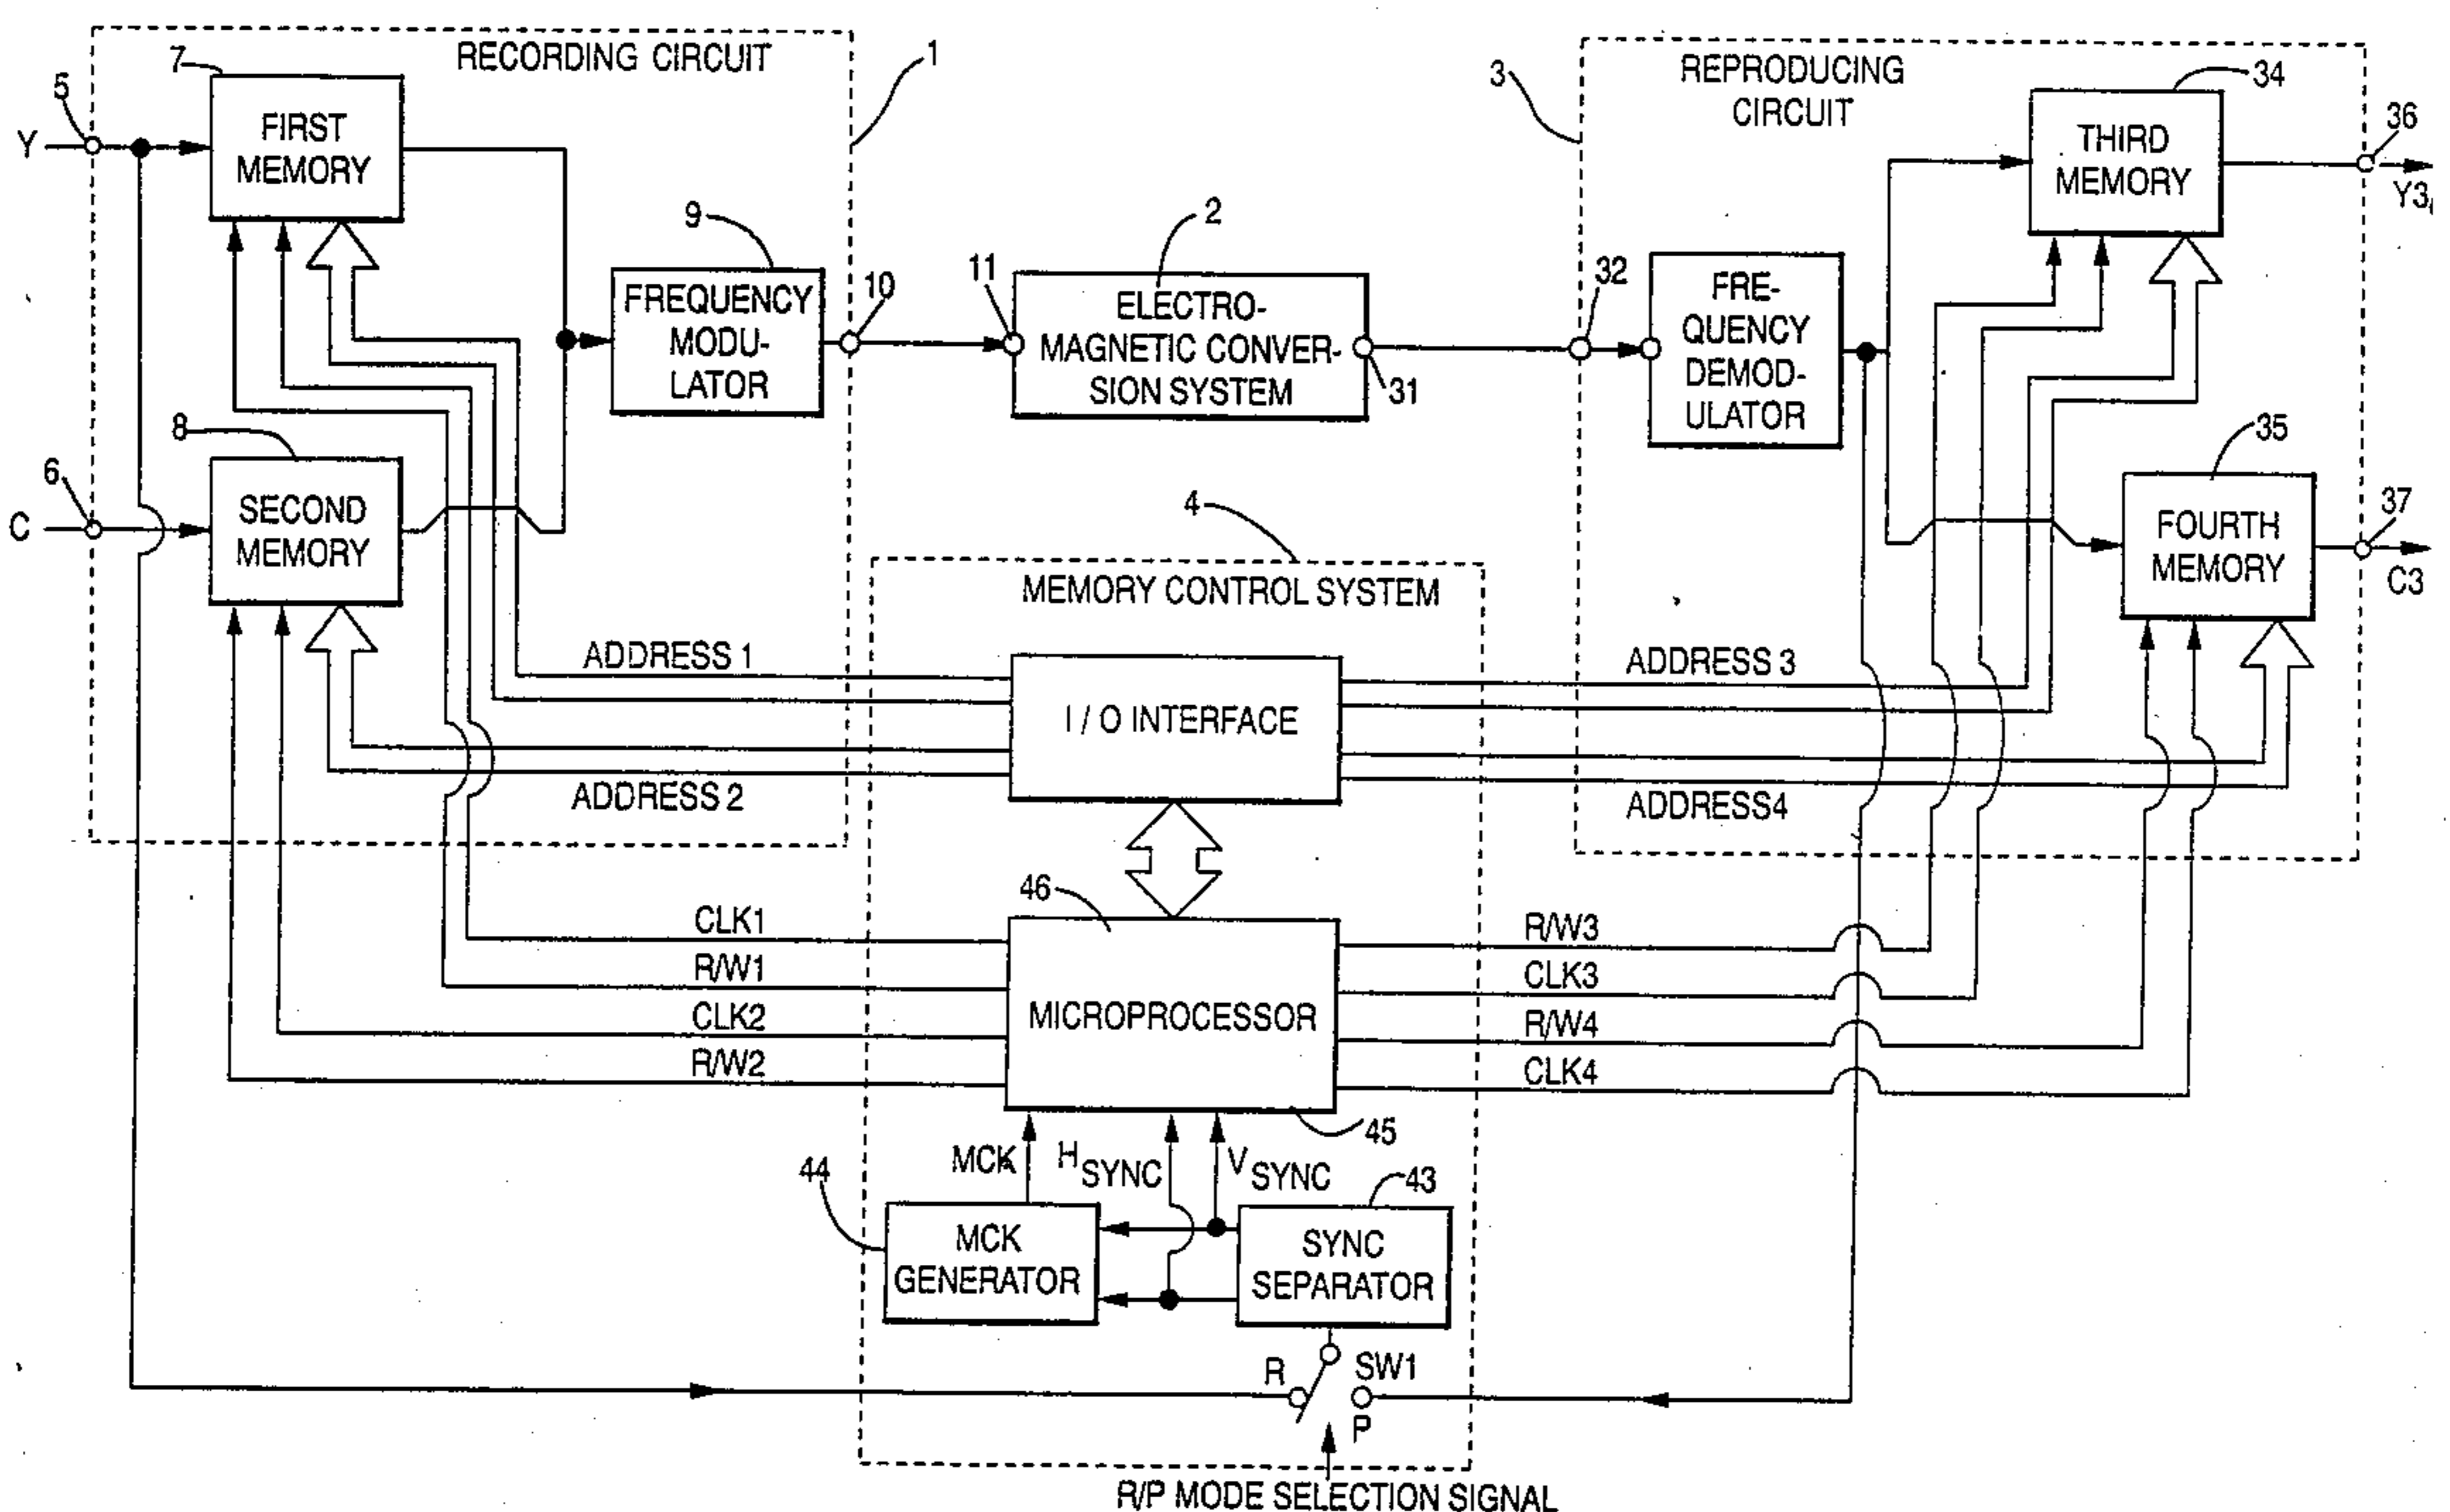 RECORDING CIRCUIT
1
7
FIRST
MEMORY
5
Y
8
SECOND
MEMORY
6
C
9
FREQUENCY
MODU-
LATOR
10
11
2
ELECTRO-
MAGNETIC CONVER-
SION SYSTEM
31
3
REPRODUCING
CIRCUIT
32
FRE-
QUENCY
DEMOD-
ULATOR
34
THIRD
MEMORY
36
Y3
35
FOURTH
MEMORY
37
C3
4
MEMORY CONTROL SYSTEM
ADDRESS 1
ADDRESS 2
I / O INTERFACE
ADDRESS 3
ADDRESS4
46
CLK1
R/W1
CLK2
R/W2
MICROPROCESSOR
R/W3
CLK3
R/W4
CLK4
45
MCK
HSYNC
VSYNC
44
MCK
GENERATOR
43
SYNC
SEPARATOR
R
SW1
P
R/P MODE SELECTION SIGNAL